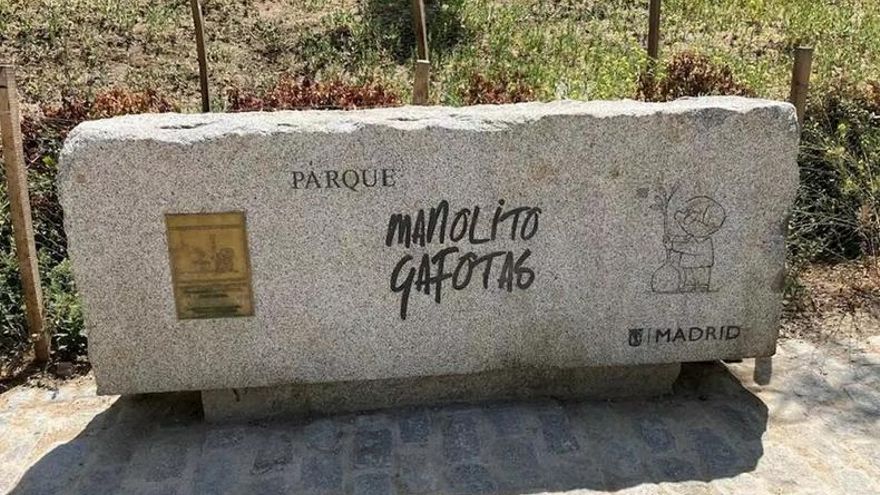 PARQUE
MANOLITO
GAFOTAS
MADRID